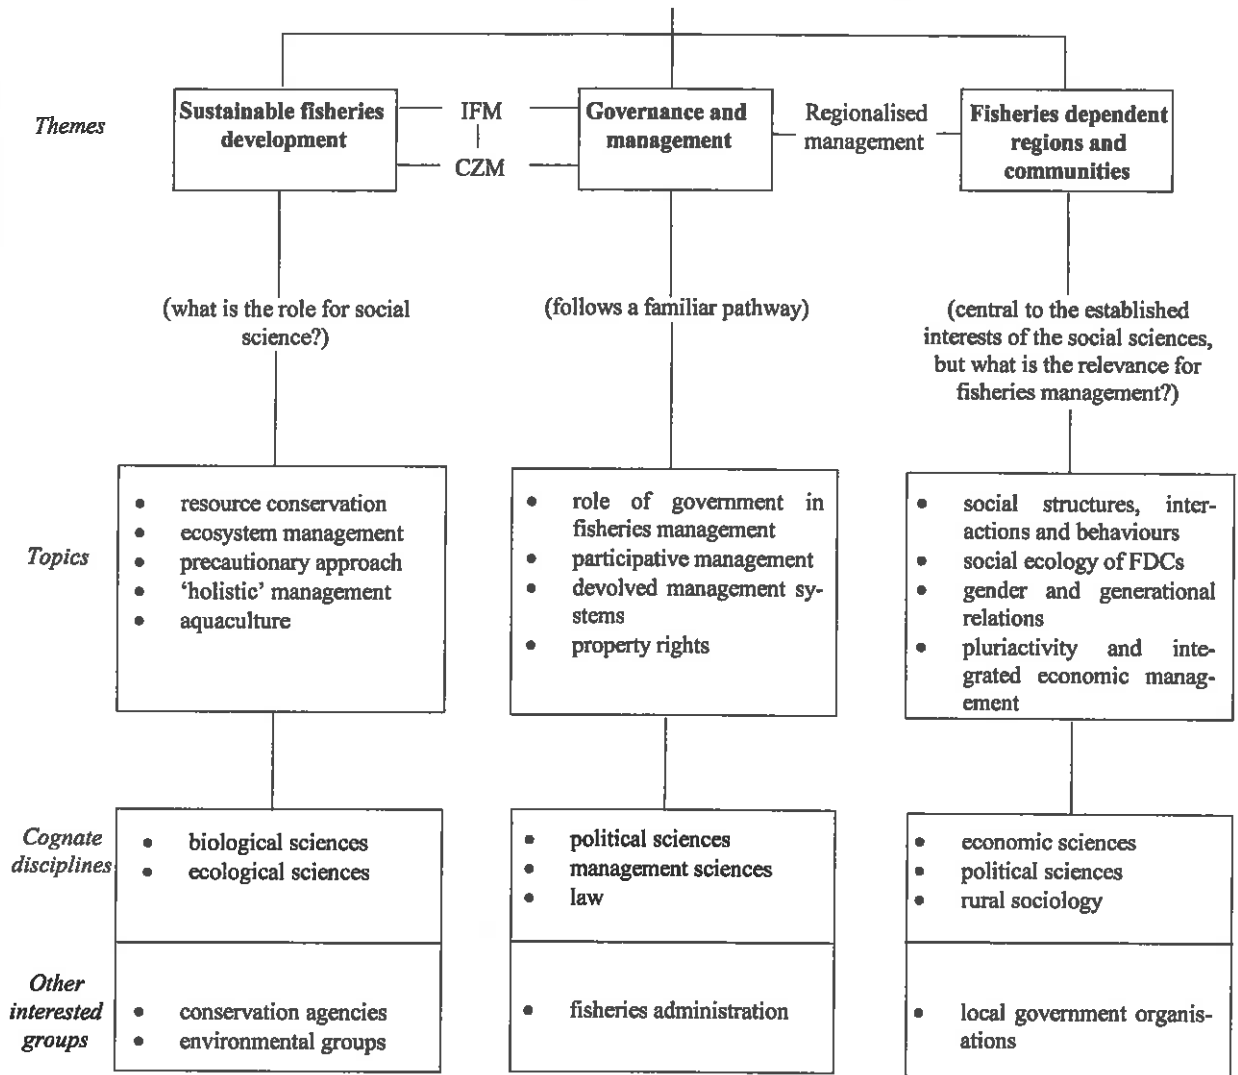 Themes
Sustainable fisheries
development
IFM
CZM
Governance and
management
Regionalised
management
Fisheries dependent
regions and
communities
(what is the role for social
science?)
(follows a familiar pathway)
(central to the established
interests of the social sciences,
but what is the relevance for
fisheries management?)
Topics
• resource conservation
• ecosystem management
• precautionary approach
• ‘holistic’ management
• aquaculture
• role of government in
fisheries management
• participative management
• devolved management sy-
stems
• property rights
• social structures, inter-
actions and behaviours
• social ecology of FDCs
• gender and generational
relations
• pluriactivity and inte-
grated economic manag-
ement
Cognate
disciplines
• biological sciences
• ecological sciences
• political sciences
• management sciences
• law
• economic sciences
• political sciences
• rural sociology
Other
interested
groups
• conservation agencies
• environmental groups
• fisheries administration
• local government organis-
ations